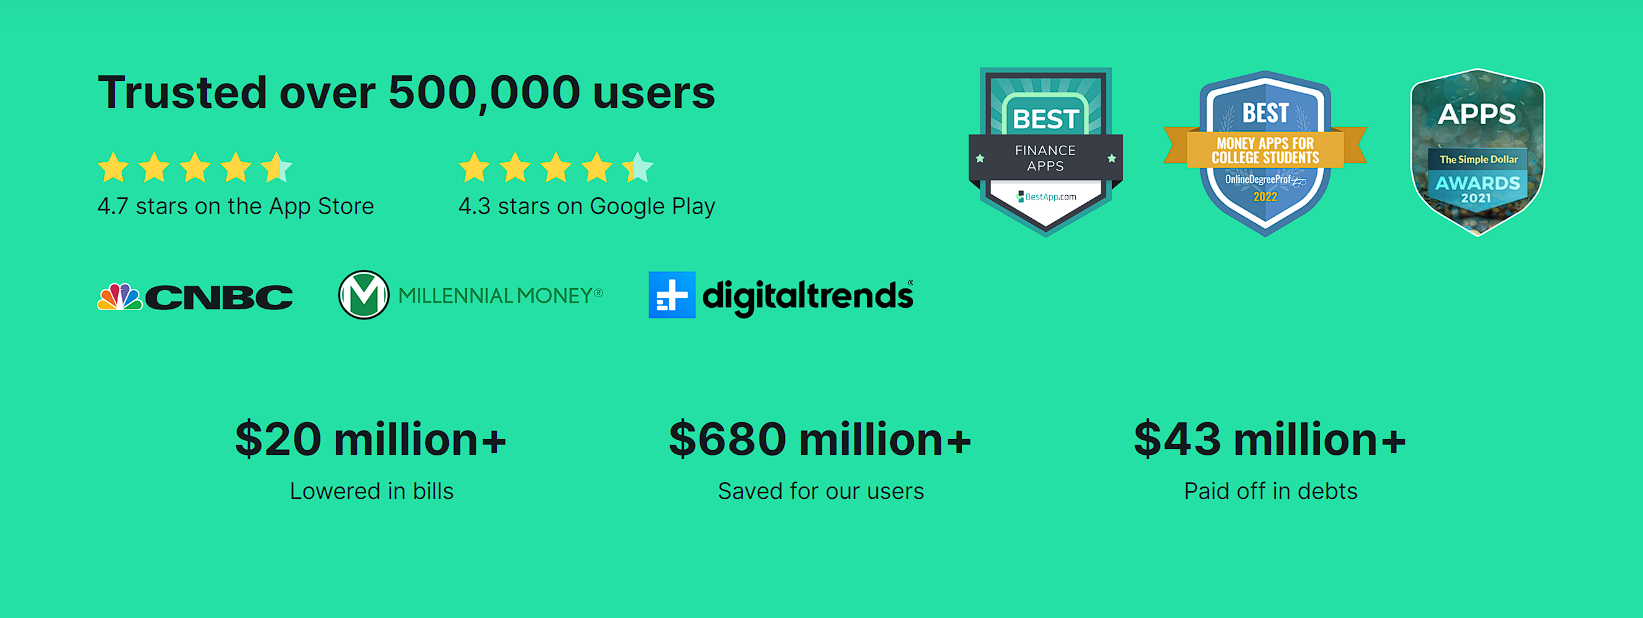 Trusted over 500,000 users
4.7 stars on the App Store
4.3 stars on Google Play
BEST
FINANCE
APPS
BestApp.com
BEST
MONEY APPS FOR
COLLEGE STUDENTS
OnlineDegreeProf
2022
APPS
The Simple Dollar
AWARDS
2021
CNBC
M
MILLENNIAL MONEY®
digitaltrends®
$20 million+
Lowered in bills
$680 million+
Saved for our users
$43 million+
Paid off in debts